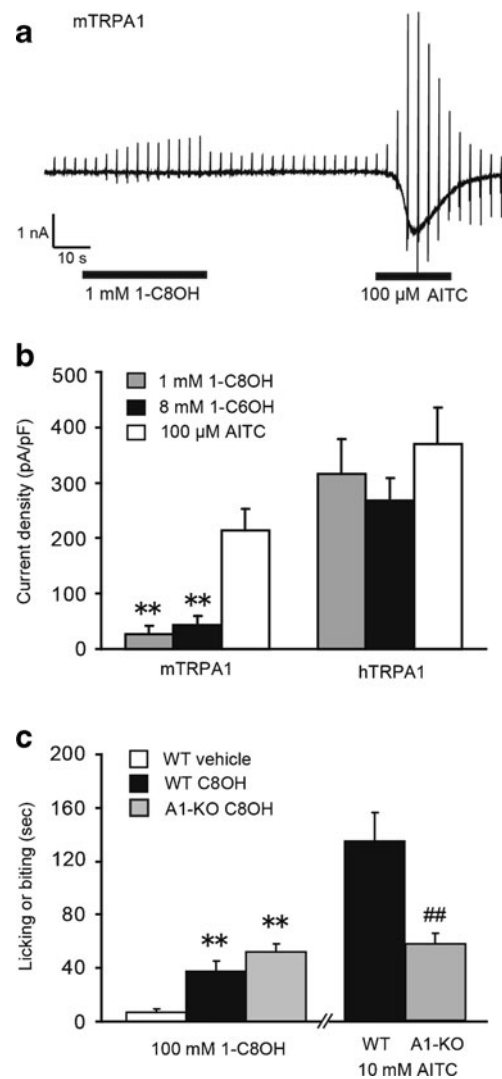 a
mTRPA1
1 nA
10 s
1 mM 1-C8OH
100 µM AITC
b
500
400
300
200
100
0
Current density (pA/pF)
1 mM 1-C8OH
8 mM 1-C6OH
100 µM AITC
**
**
mTRPA1
hTRPA1
c
200
160
120
80
40
0
Licking or biting (sec)
WT vehicle
WT C8OH
A1-KO C8OH
**
**
##
100 mM 1-C8OH
//
WT
A1-KO
10 mM AITC